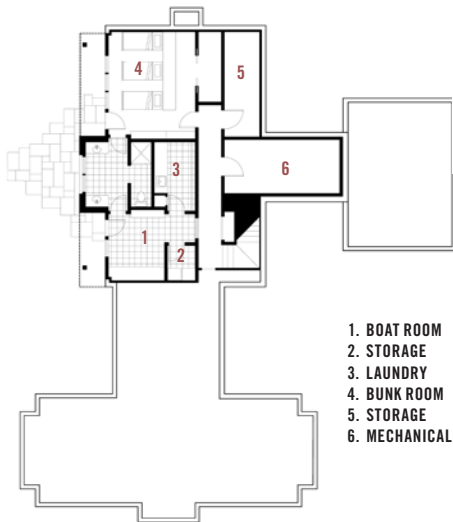 4
5
3
6
1
2
1. BOAT ROOM
2. STORAGE
3. LAUNDRY
4. BUNK ROOM
5. STORAGE
6. MECHANICAL